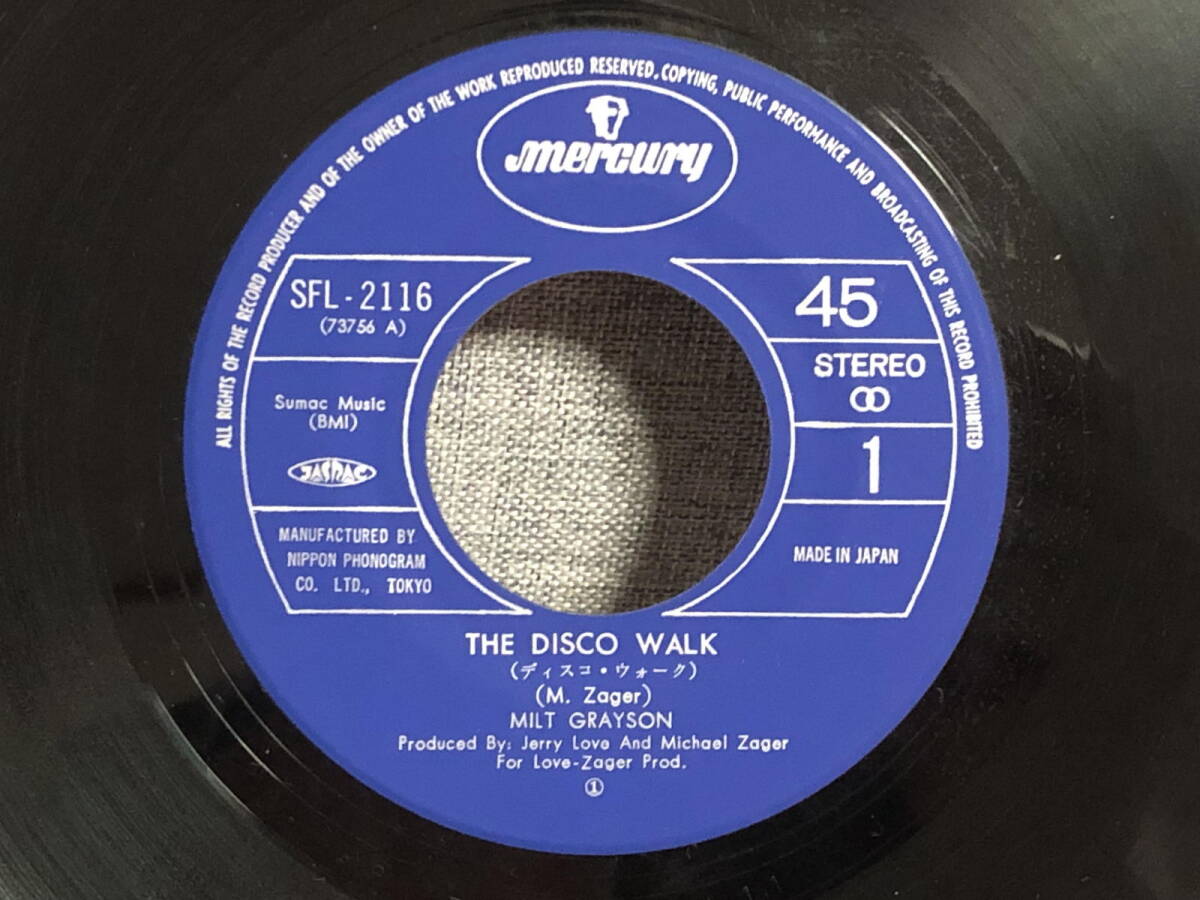 ALL RIGHTS OF THE RECORD PRODUCER AND OF THE OWNER OF THE WORK REPRODUCED RESERVED. COPYING, PUBLIC PERFORMANCE AND BROADCASTING OF THIS RECORD PROHIBITED
mercury
SFL-2116
(73756 A)
Sumac Music
(BMI)
JASRAC
MANUFACTURED BY
NIPPON PHONOGRAM
CO. LTD., TOKYO
45
STEREO
1
MADE IN JAPAN
THE DISCO WALK
(ディスコ・ウォーク)
(M. Zager)
MILT GRAYSON
Produced By: Jerry Love And Michael Zager
For Love-Zager Prod.
①